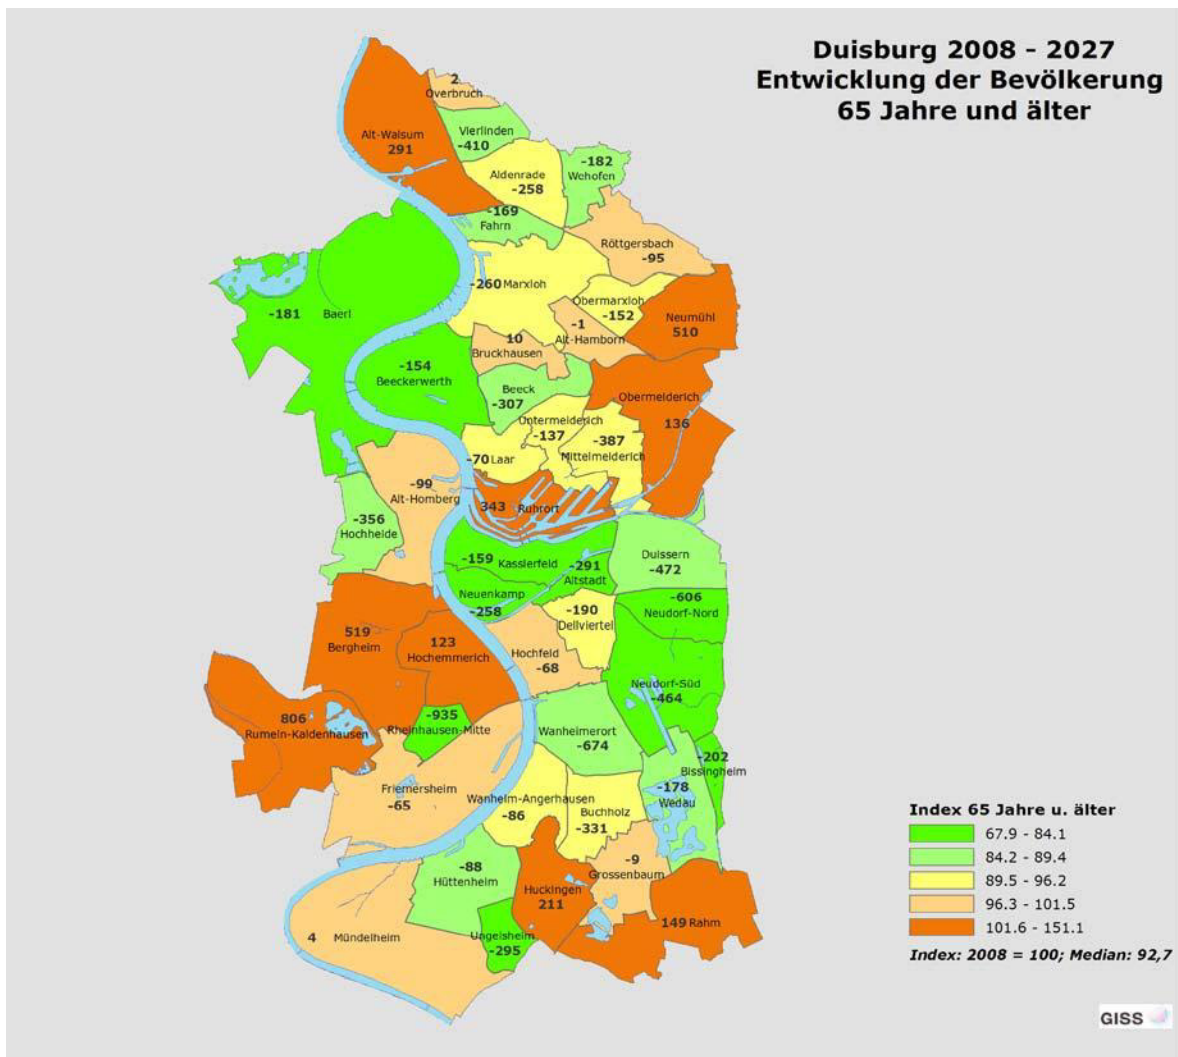 Duisburg 2008 - 2027
Entwicklung der Bevölkerung
65 Jahre und älter
2
Overbruch
Vierlinden
-410
Alt-Walsum
291
-182
Wehofen
Aldenrade
-258
-169
Fahrn
Röttgersbach
-95
-260 Marxloh
Obermarxloh
-152
-181 Baerl
Neumühl
510
-1
Alt-Hamborn
10
Bruckhausen
-154
Beeckerwerth
Beeck
-307
Obermeiderich
136
Untermeiderich
-137
-387
Mittelmeiderich
-70 Laar
-99
Alt-Homberg
343 Ruhrort
-356
Hochheide
Duissern
-472
-159 Kasslerfeld
-291
Altstadt
Neuenkamp
-258
-606
Neudorf-Nord
-190
Dellviertel
519
Bergheim
123
Hochemmerich
Hochfeld
-68
Neudorf-Süd
-464
806
Rumeln-Kaldenhausen
-935
Rheinhausen-Mitte
Wanheimerort
-674
-202
Bissingheim
Friemersheim
-65
-178
Wedau
Wanheim-Angerhausen
-86
Buchholz
-331
-9
Grossenbaum
-88
Hüttenheim
Huckingen
211
149 Rahm
4 Mündelheim
Ungelsheim
-295
Index 65 Jahre u. älter
67.9 - 84.1
84.2 - 89.4
89.5 - 96.2
96.3 - 101.5
101.6 - 151.1
Index: 2008 = 100; Median: 92,7
GISS